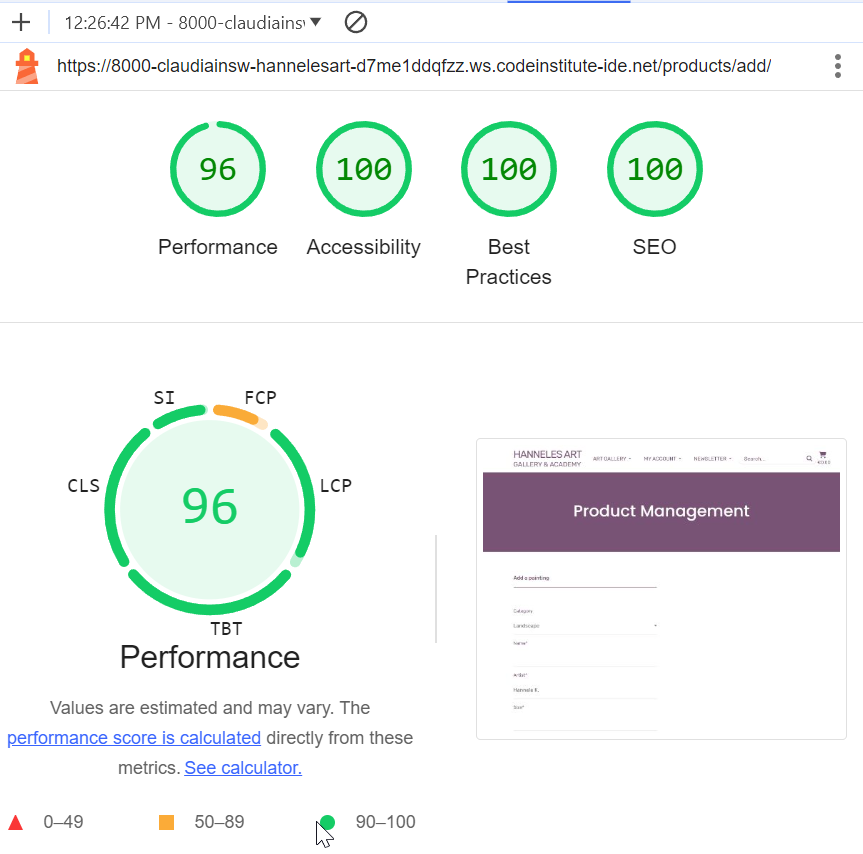 12:26:42 PM - 8000-claudiains
https://8000-claudiainsw-hannelesart-d7me1ddqfzz.ws.codeinstitute-ide.net/products/add/
96
100
100
100
Performance
Accessibility
Best
Practices
SEO
SI
FCP
CLS
LCP
96
TBT
Performance
Values are estimated and may vary. The
performance score is calculated directly from these
metrics. See calculator.
0–49
50–89
90–100
HANNELES ART
GALLERY & ACADEMY
ART GALLERY
MY ACCOUNT
NEWSLETTER
Search...
Product Management
Add a painting
Category
Landscape
Name*
Artist*
Hannele K.
Size*